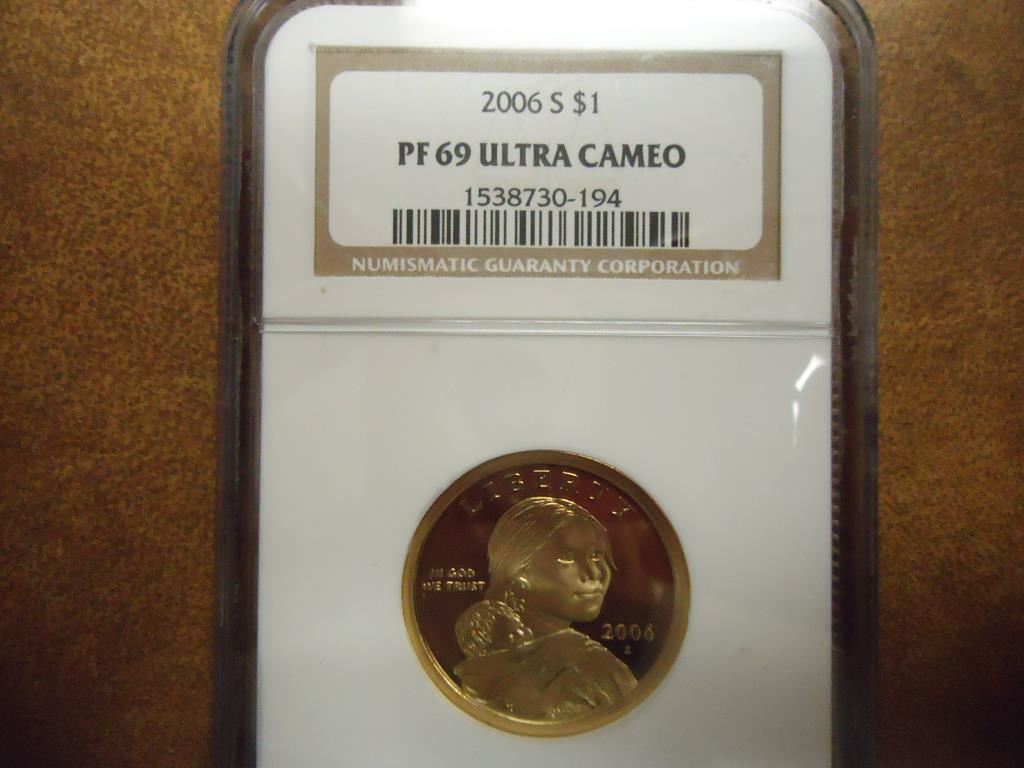 2006 S $1
PF 69 ULTRA CAMEO
1538730-194
NUMISMATIC GUARANTY CORPORATION
LIBERTY
IN GOD
WE TRUST
2006
S